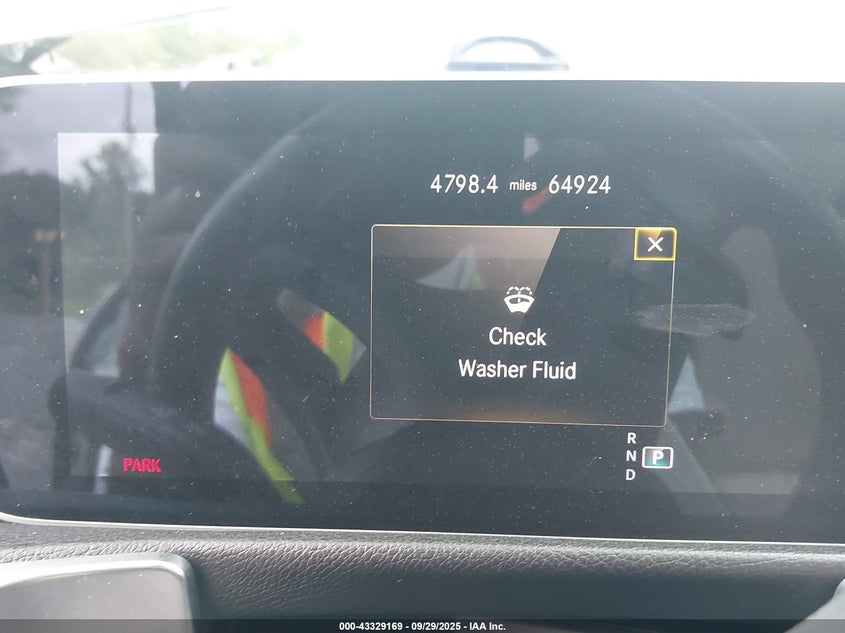 4798.4 miles 64924
Check
Washer Fluid
R
N P
D
PARK
000-43329169 - 09/29/2025 - IAA Inc.